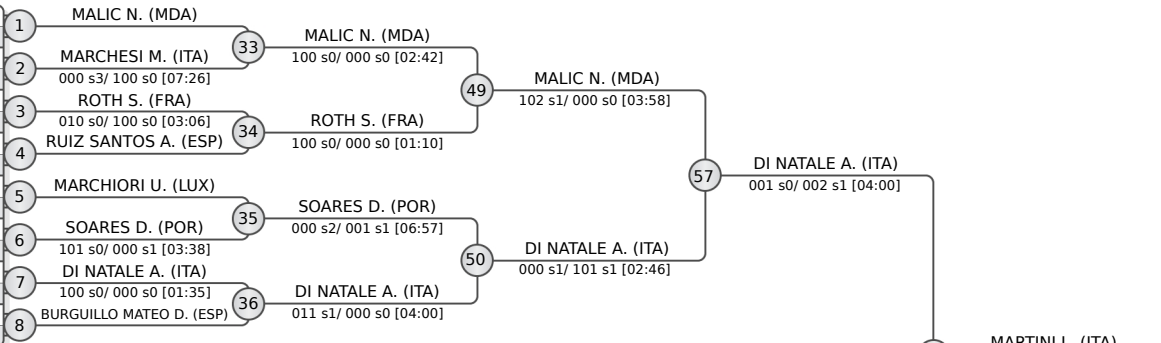 1
MALIC N. (MDA)
33
MALIC N. (MDA)
100 s0/ 000 s0 [02:42]
2
MARCHESI M. (ITA)
000 s3/ 100 s0 [07:26]
49
MALIC N. (MDA)
102 s1/ 000 s0 [03:58]
3
ROTH S. (FRA)
010 s0/ 100 s0 [03:06]
34
ROTH S. (FRA)
100 s0/ 000 s0 [01:10]
4
RUIZ SANTOS A. (ESP)
57
DI NATALE A. (ITA)
001 s0/ 002 s1 [04:00]
5
MARCHIORI U. (LUX)
35
SOARES D. (POR)
000 s2/ 001 s1 [06:57]
6
SOARES D. (POR)
101 s0/ 000 s1 [03:38]
50
DI NATALE A. (ITA)
000 s1/ 101 s1 [02:46]
7
DI NATALE A. (ITA)
100 s0/ 000 s0 [01:35]
36
DI NATALE A. (ITA)
011 s1/ 000 s0 [04:00]
8
BURGUILLO MATEO D. (ESP)
MARTINI L. (ITA)